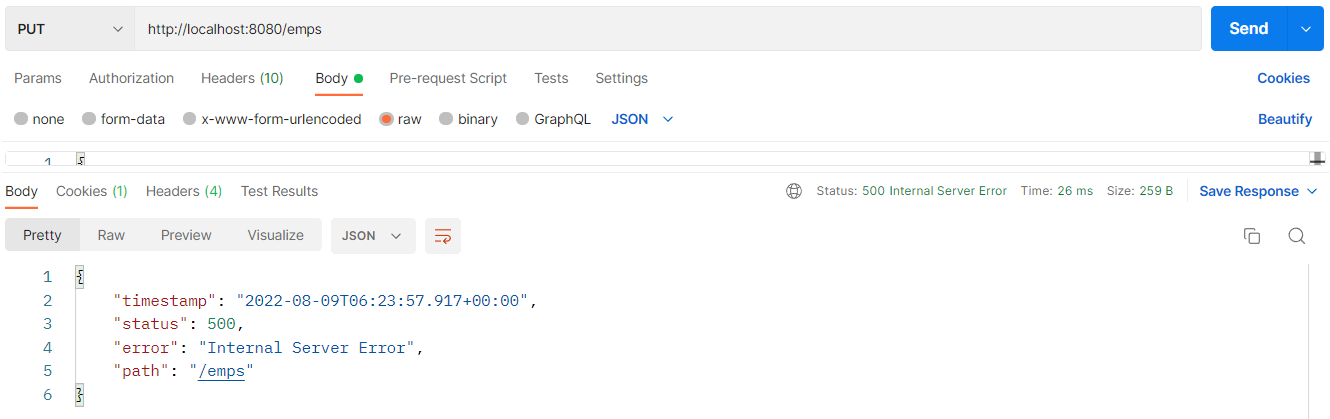 PUT http://localhost:8080/emps Send
Params Authorization Headers (10) Body Pre-request Script Tests Settings Cookies
none form-data x-www-form-urlencoded raw binary GraphQL JSON Beautify
1 {
Body Cookies (1) Headers (4) Test Results Status: 500 Internal Server Error Time: 26 ms Size: 259 B Save Response
Pretty Raw Preview Visualize JSON
1 {
2 "timestamp": "2022-08-09T06:23:57.917+00:00",
3 "status": 500,
4 "error": "Internal Server Error",
5 "path": "/emps"
6 }